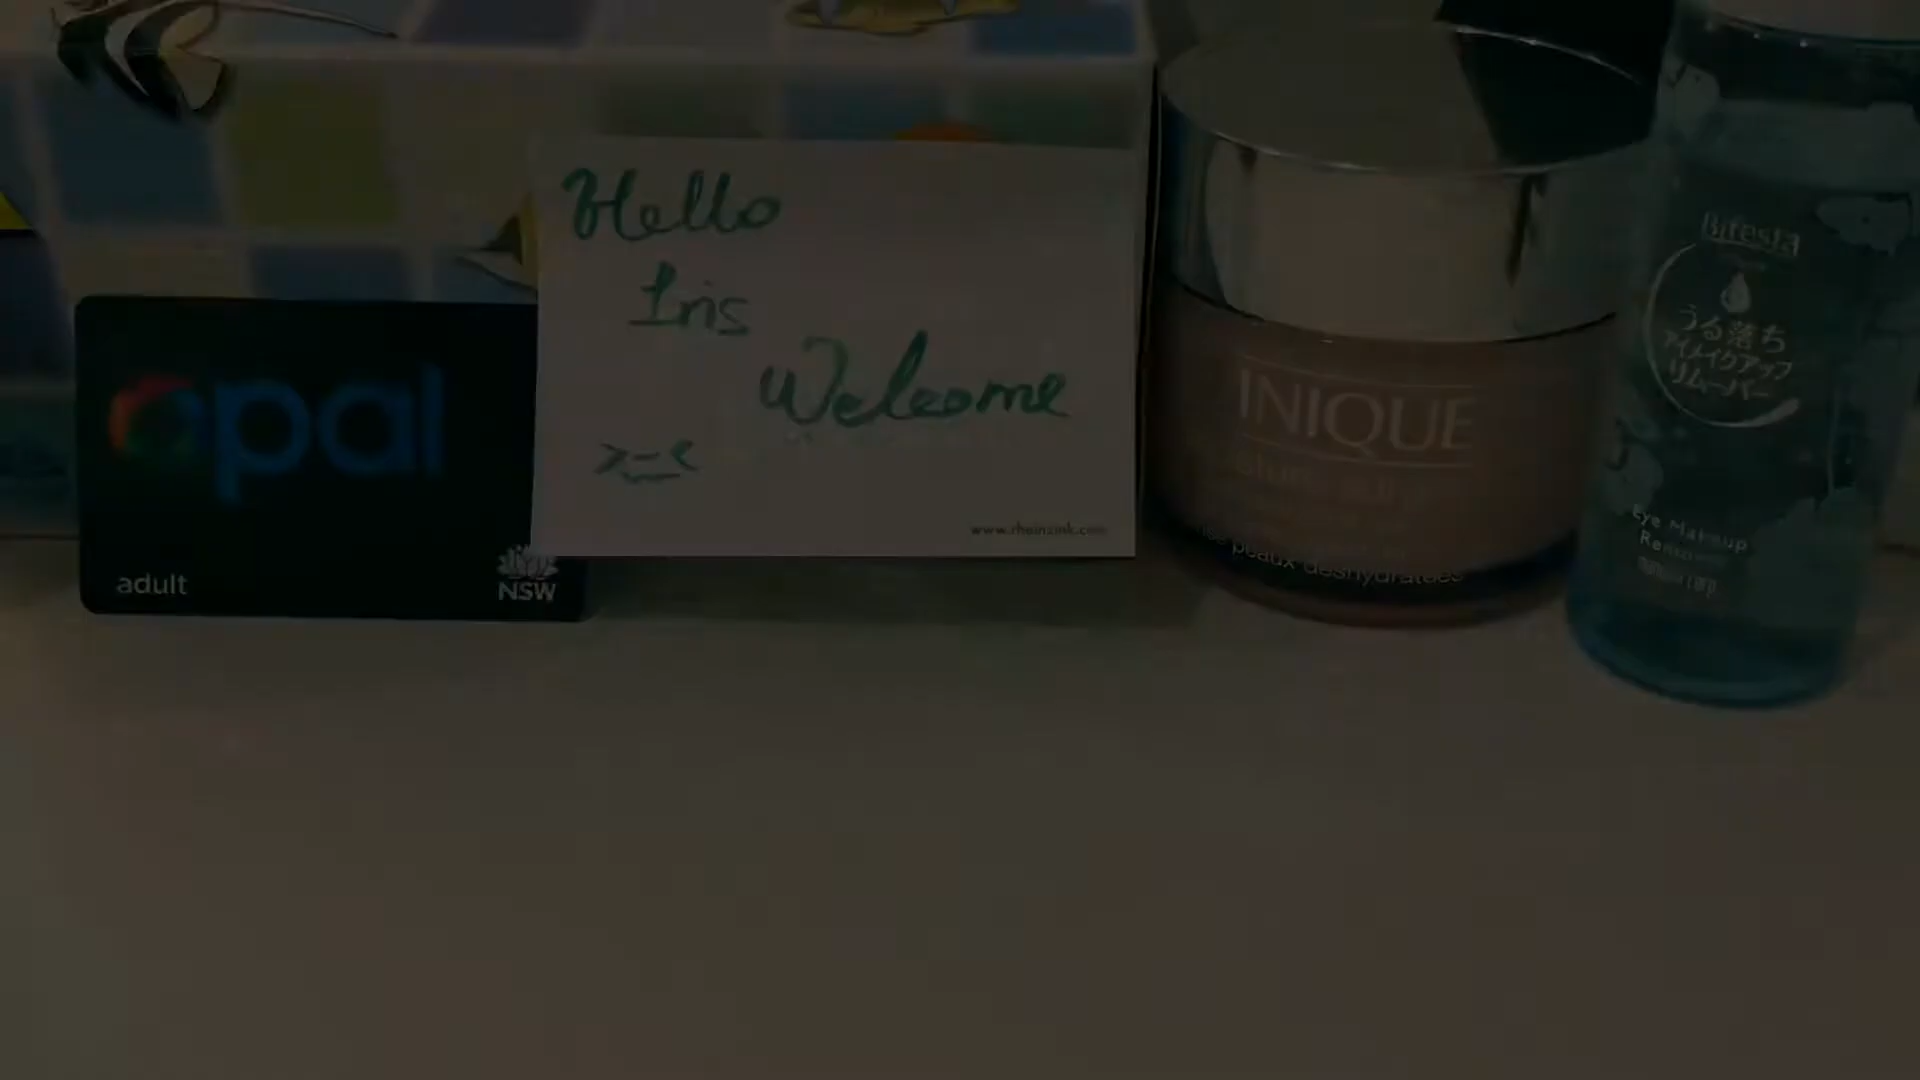 opal
adult
NSW
Hello
Iris
Welcome
www.rheinzink.com
INIQUE
peaux déshydratées
Bifesta
うる落ち
アイメイクアップ
リムーバー
Eye Makeup
Remover